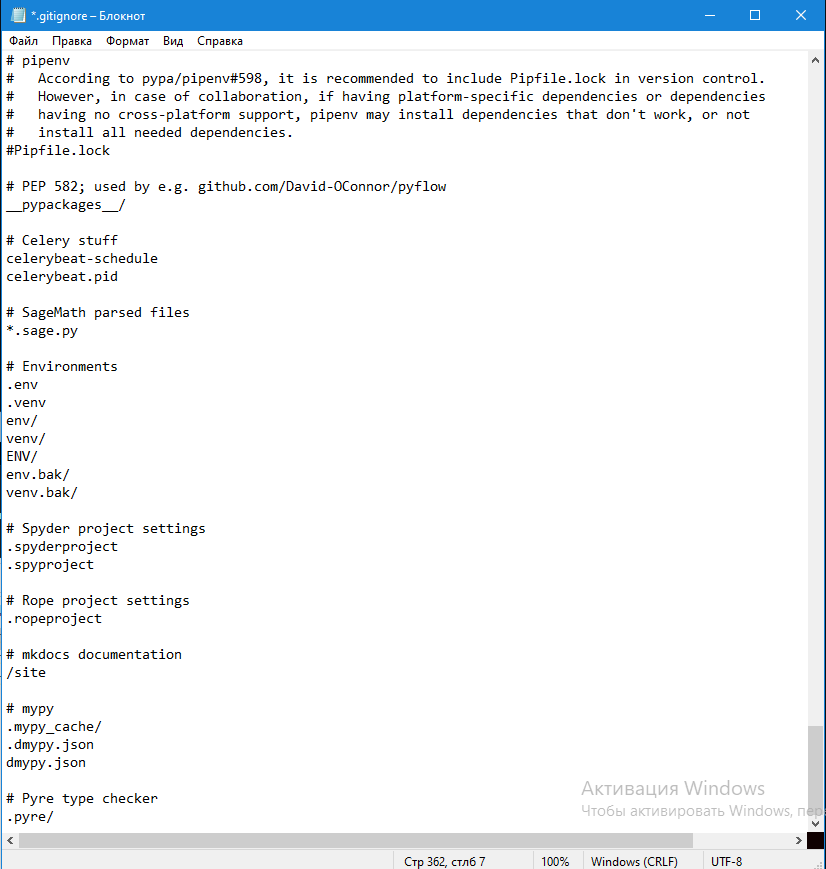 *.gitignore – Блокнот
Файл Правка Формат Вид Справка
# pipenv
#   According to pypa/pipenv#598, it is recommended to include Pipfile.lock in version control.
#   However, in case of collaboration, if having platform-specific dependencies or dependencies
#   having no cross-platform support, pipenv may install dependencies that don't work, or not
#   install all needed dependencies.
#Pipfile.lock
# PEP 582; used by e.g. github.com/David-OConnor/pyflow
__pypackages__/
# Celery stuff
celerybeat-schedule
celerybeat.pid
# SageMath parsed files
*.sage.py
# Environments
.env
.venv
env/
venv/
ENV/
env.bak/
venv.bak/
# Spyder project settings
.spyderproject
.spyproject
# Rope project settings
.ropeproject
# mkdocs documentation
/site
# mypy
.mypy_cache/
.dmypy.json
dmypy.json
# Pyre type checker
.pyre/
Активация Windows
Чтобы активировать Windows, пер
Стр 362, стлб 7 100% Windows (CRLF) UTF-8